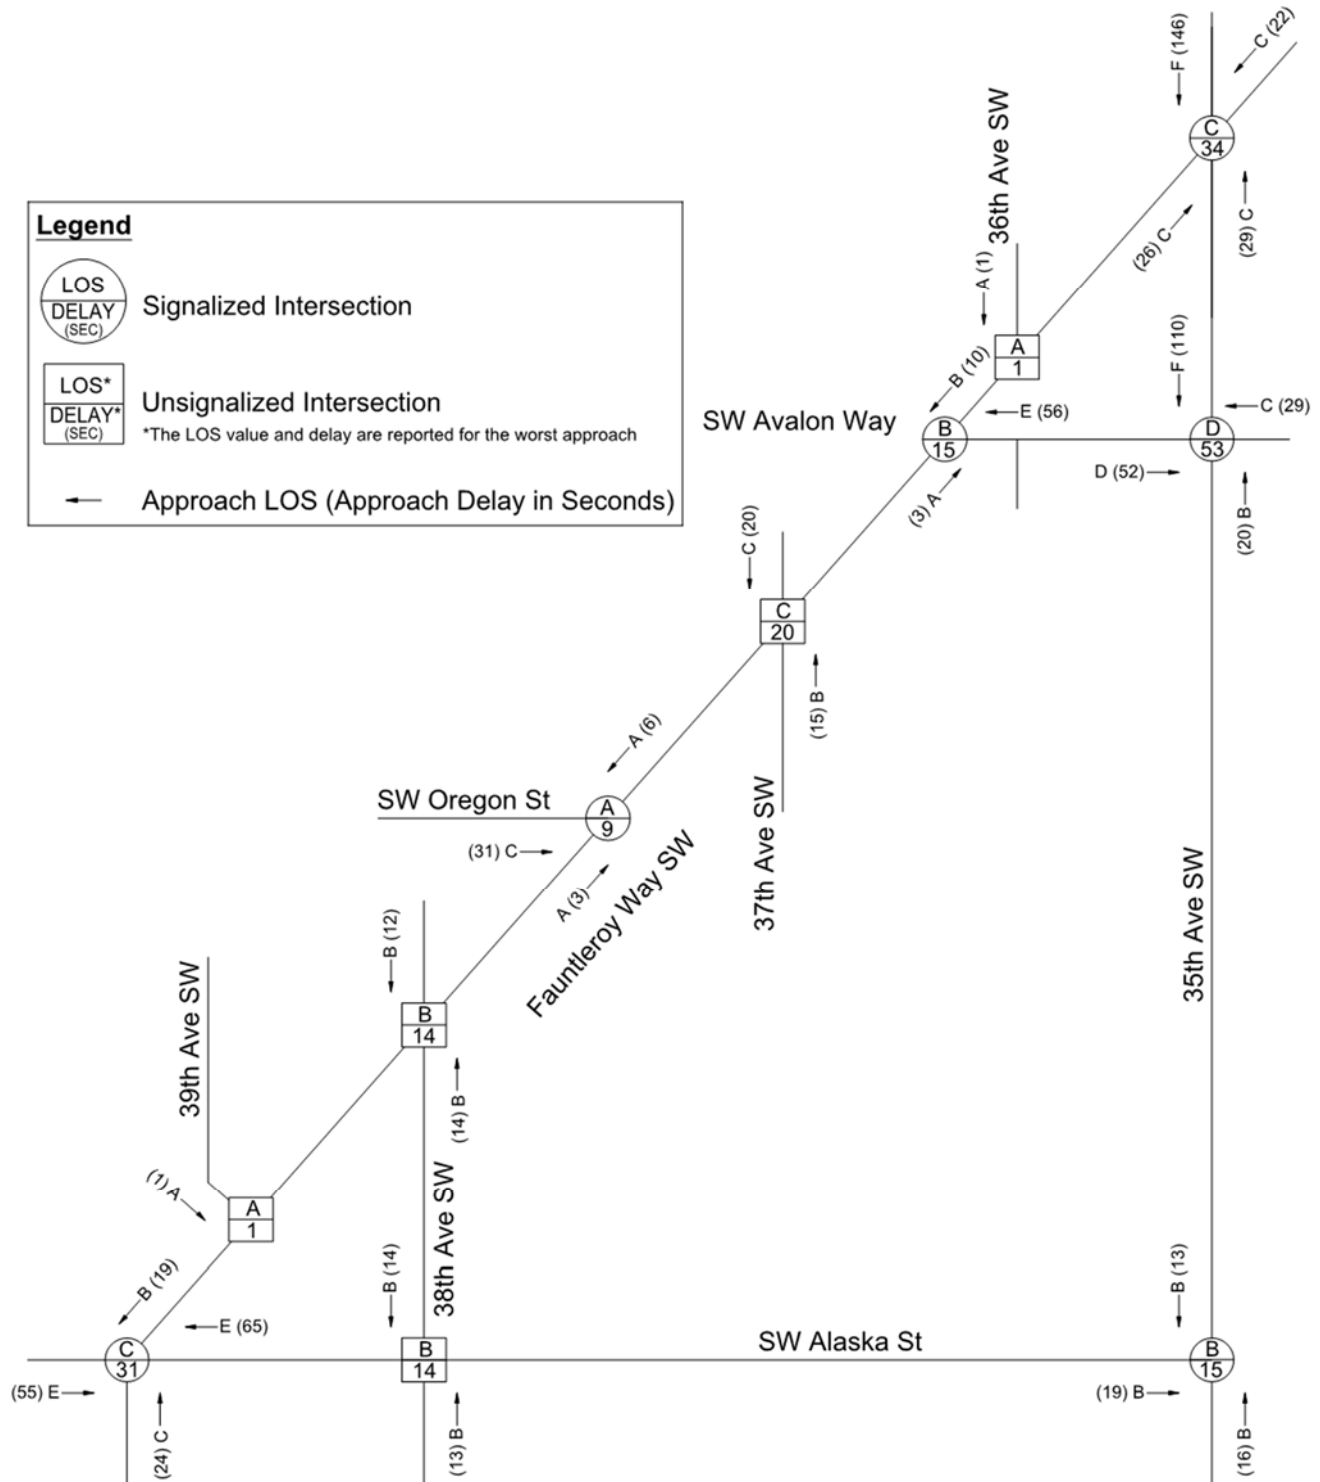 F (146)
C (22)
C
34
(29) C
(26) C
36th Ave SW
A (1)
A
1
B (10)
Legend
LOS
DELAY
(SEC)
Signalized Intersection
LOS*
DELAY*
(SEC)
Unsignalized Intersection
*The LOS value and delay are reported for the worst approach
Approach LOS (Approach Delay in Seconds)
SW Avalon Way
E (56)
B
15
(3) A
F (110)
C (29)
D
53
D (52)
(20) B
C (20)
C
20
(15) B
37th Ave SW
A (6)
SW Oregon St
A
9
(31) C
A (3)
Fauntleroy Way SW
35th Ave SW
B (12)
B
14
(14) B
39th Ave SW
(1) A
A
1
38th Ave SW
B (19)
E (65)
C
31
(55) E
(24) C
B (14)
B
14
(13) B
SW Alaska St
B (13)
B
15
(19) B
(16) B